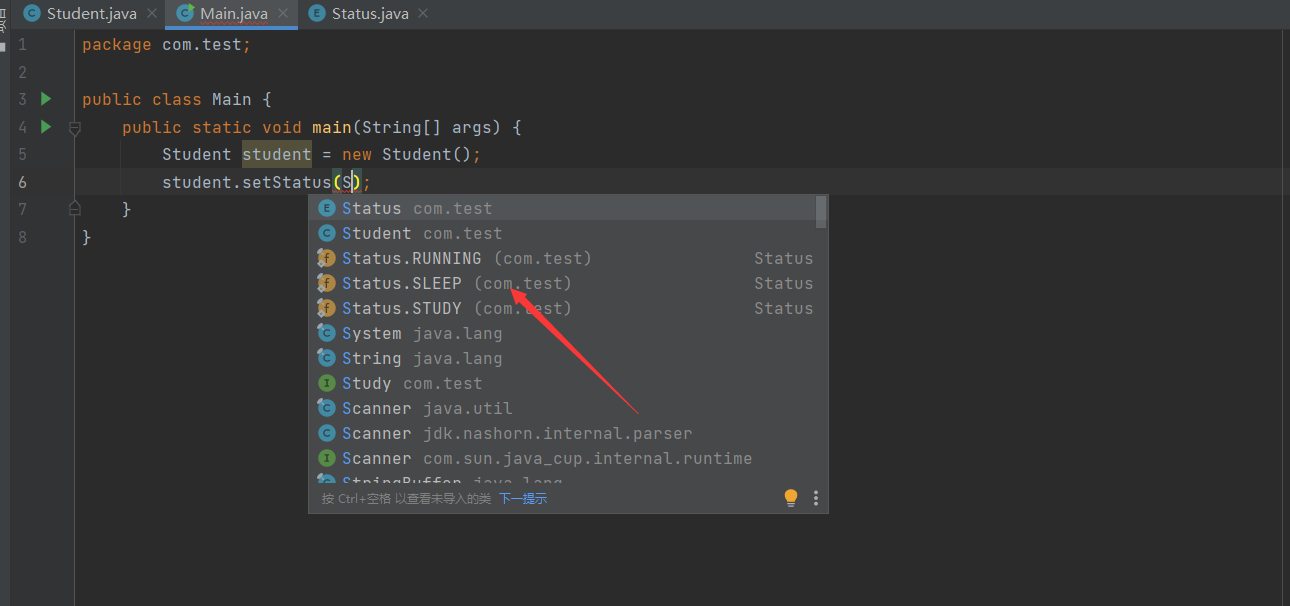 Student.java Main.java Status.java
1 package com.test;
2
3 public class Main {
4 public static void main(String[] args) {
5 Student student = new Student();
6 student.setStatus(S);
7 }
8 }
Status com.test
Student com.test
Status.RUNNING (com.test) Status
Status.SLEEP (com.test) Status
Status.STUDY (com.test) Status
System java.lang
String java.lang
Study com.test
Scanner java.util
Scanner jdk.nashorn.internal.parser
Scanner com.sun.java_cup.internal.runtime
StringBuffer java.lang
按 Ctrl+空格 以查看未导入的类 下一提示